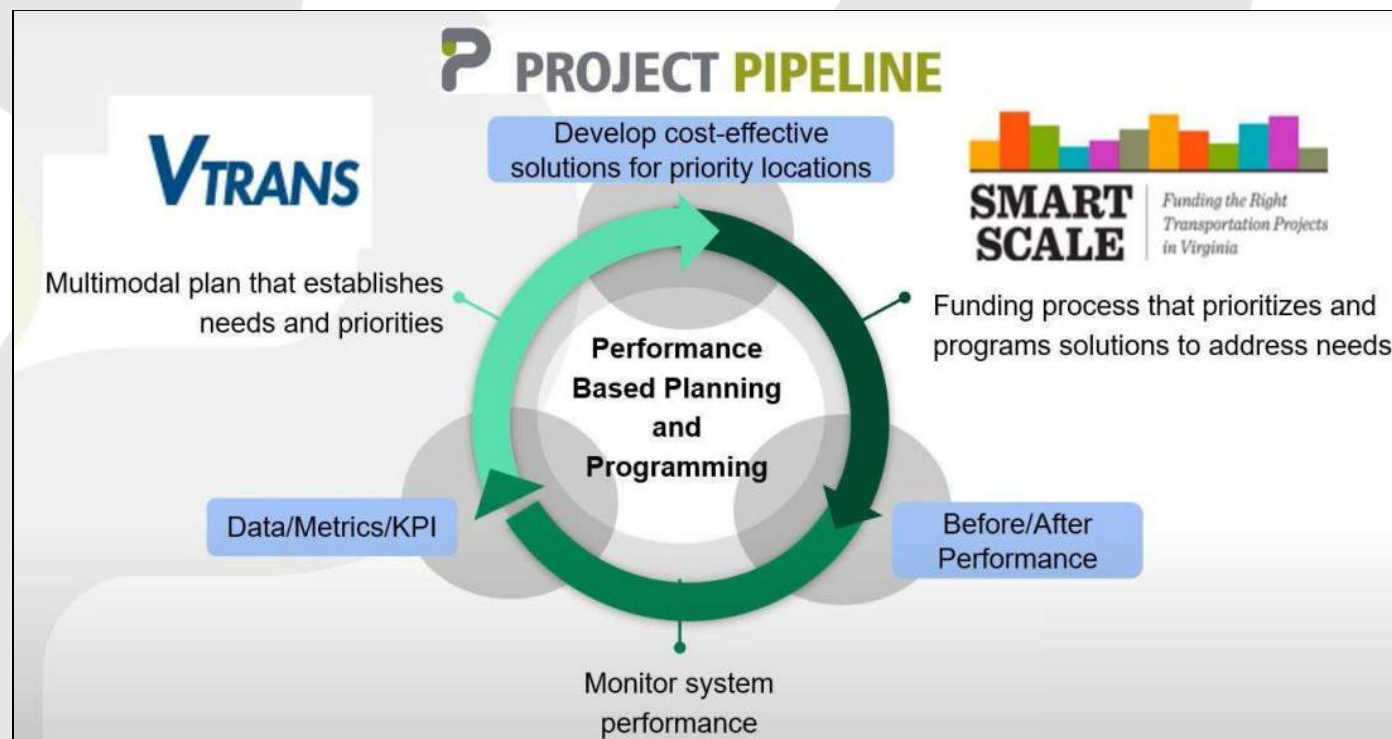 PROJECT PIPELINE
Develop cost-effective
solutions for priority locations
VTRANS
Multimodal plan that establishes
needs and priorities
SMART
SCALE
Funding the Right
Transportation Projects
in Virginia
Funding process that prioritizes and
programs solutions to address needs
Performance
Based Planning
and
Programming
Data/Metrics/KPI
Before/After
Performance
Monitor system
performance